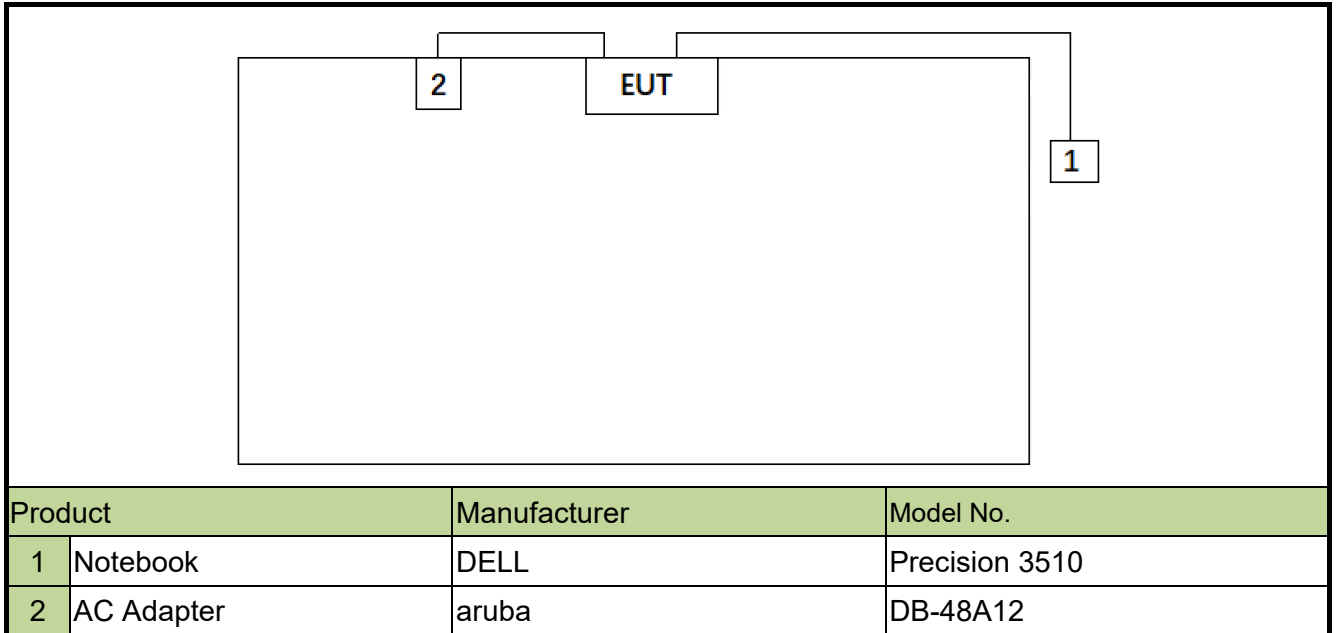 2 EUT
1
Product Manufacturer Model No.
1 Notebook DELL Precision 3510
2 AC Adapter aruba DB-48A12